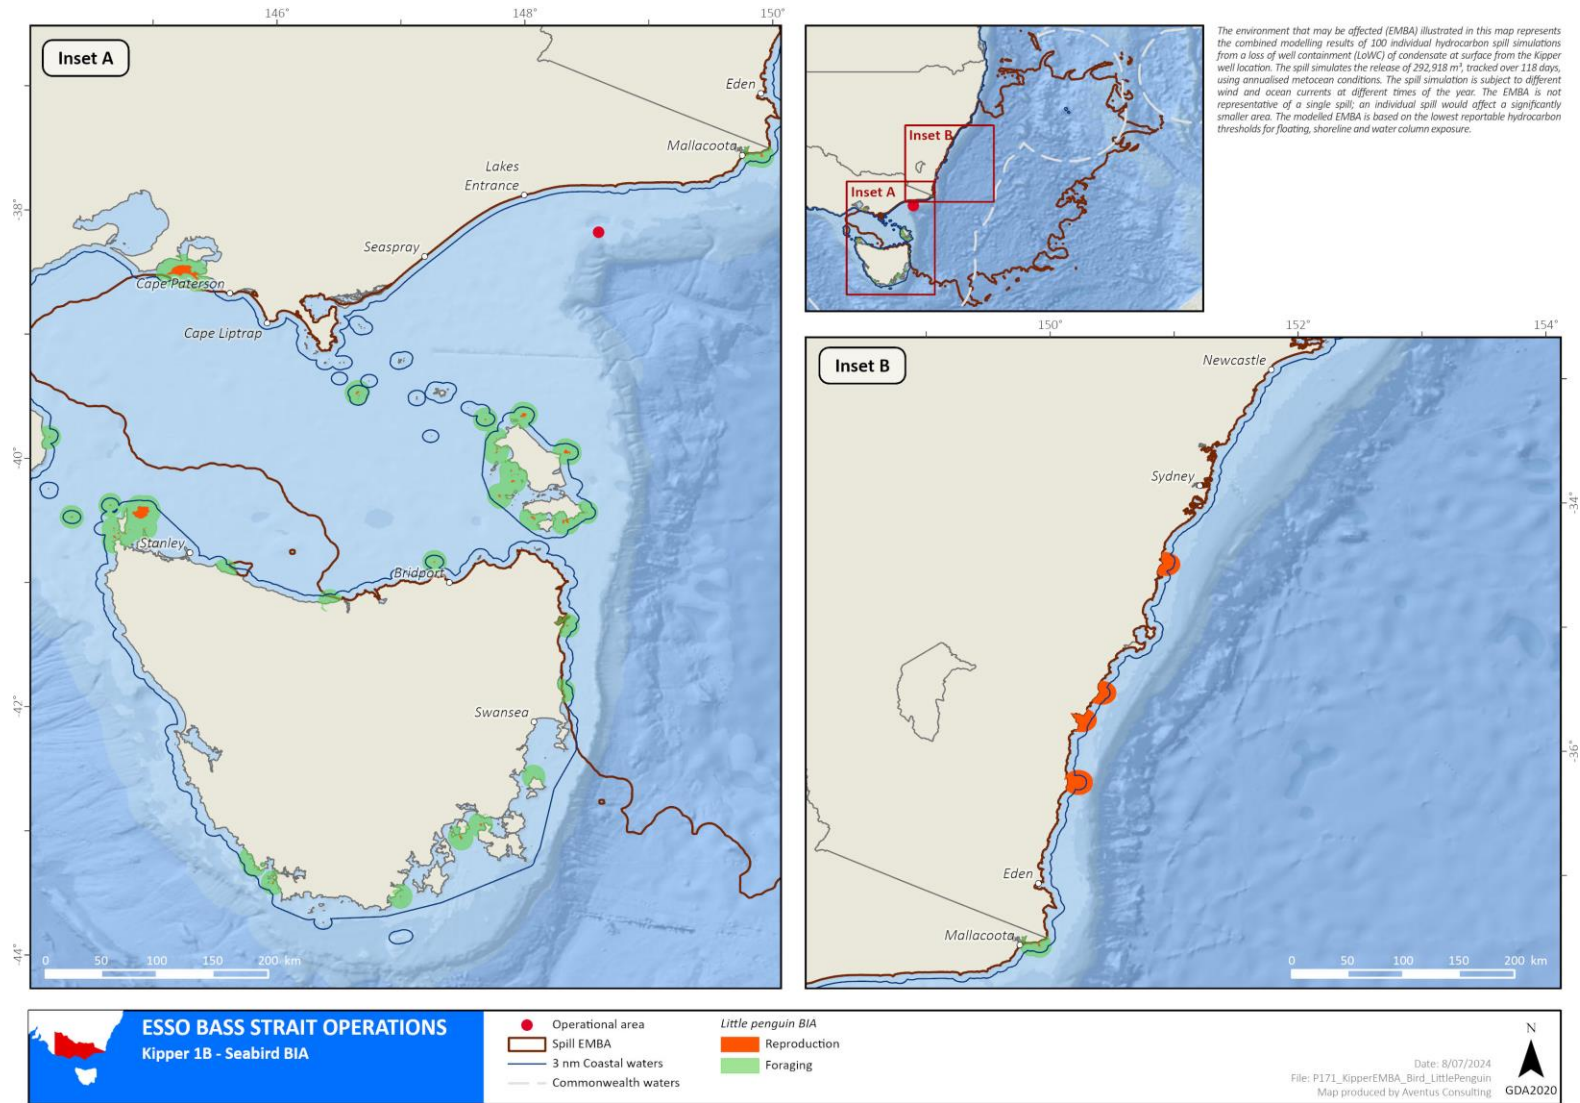 146°
148°
150°
Inset A
Eden
Mallacoota
Lakes
Entrance
-38°
Seaspray
Cape Paterson
Cape Liptrap
-40°
Stanley
Bridport
-42°
Swansea
-44°
0 50 100 150 200 km
Inset B
Inset A
The environment that may be affected (EMBA) illustrated in this map represents
the combined modelling results of 100 individual hydrocarbon spill simulations
from a loss of well containment (LoWC) of condensate at surface from the Kipper
well location. The spill simulates the release of 292,918 m³, tracked over 118 days,
using annualised metocean conditions. The spill simulation is subject to different
wind and ocean currents at different times of the year. The EMBA is not
representative of a single spill; an individual spill would affect a significantly
smaller area. The modelled EMBA is based on the lowest reportable hydrocarbon
thresholds for floating, shoreline and water column exposure.
150°
152°
154°
Inset B
Newcastle
Sydney
-34°
-36°
Eden
Mallacoota
0 50 100 150 200 km
ESSO BASS STRAIT OPERATIONS
Kipper 1B - Seabird BIA
Operational area
Spill EMBA
3 nm Coastal waters
Commonwealth waters
Little penguin BIA
Reproduction
Foraging
Date: 8/07/2024
File: P171_KipperEMBA_Bird_LittlePenguin
Map produced by Aventus Consulting
N
GDA2020